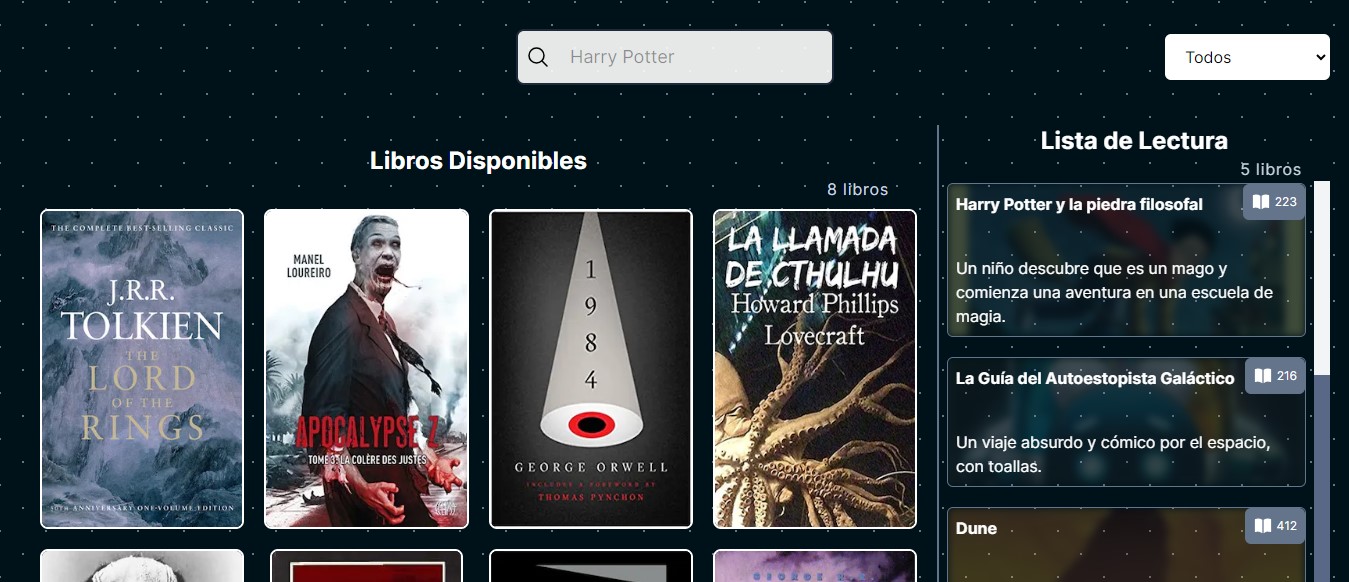 Harry Potter
Todos
Libros Disponibles
8 libros
THE COMPLETE BEST-SELLING CLASSIC
J.R.R.
TOLKIEN
THE
LORD
OF THE
RINGS
50TH ANNIVERSARY ONE-VOLUME EDITION
MANEL
LOUREIRO
APOCALYPSE Z
TOME 3: LA COLÈRE DES JUSTES
1
9
8
4
GEORGE ORWELL
INCLUDES A FOREWORD BY
THOMAS PYNCHON
LA LLAMADA
DE CTHULHU
Howard Phillips
Lovecraft
Lista de Lectura
5 libros
Harry Potter y la piedra filosofal
223
Un niño descubre que es un mago y
comienza una aventura en una escuela de
magia.
La Guía del Autoestopista Galáctico
216
Un viaje absurdo y cómico por el espacio,
con toallas.
Dune
412